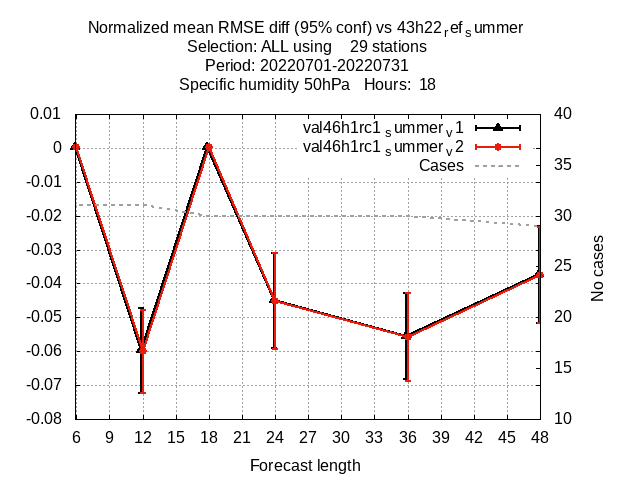 Normalized mean RMSE diff (95% conf) vs 43h22refsummer
Selection: ALL using 29 stations
Period: 20220701-20220731
Specific humidity 50hPa Hours: 18
val46h1rc1summerv1
val46h1rc1summerv2
Cases
0.01
0
-0.01
-0.02
-0.03
-0.04
-0.05
-0.06
-0.07
-0.08
40
35
30
25
20
15
10
No cases
6 9 12 15 18 21 24 27 30 33 36 39 42 45 48
Forecast length